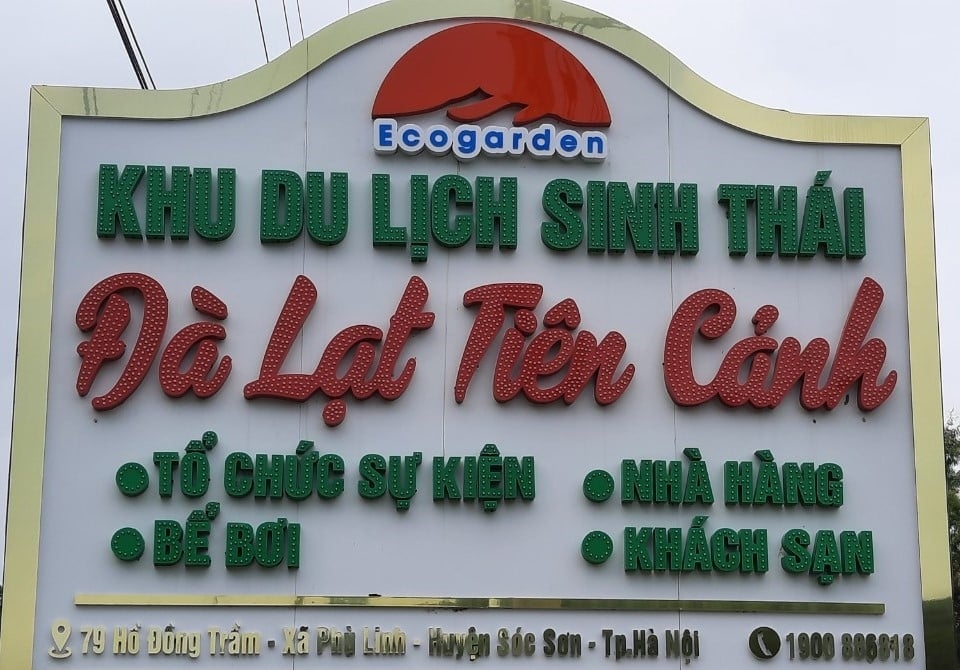 Ecogarden
KHU DU LỊCH SINH THÁI
Đà Lạt Tiên Cảnh
TỔ CHỨC SỰ KIỆN
NHÀ HÀNG
BỂ BƠI
KHÁCH SẠN
79 Hồ Đồng Trầm - Xã Phù Linh - Huyện Sóc Sơn - Tp.Hà Nội
1900 886818